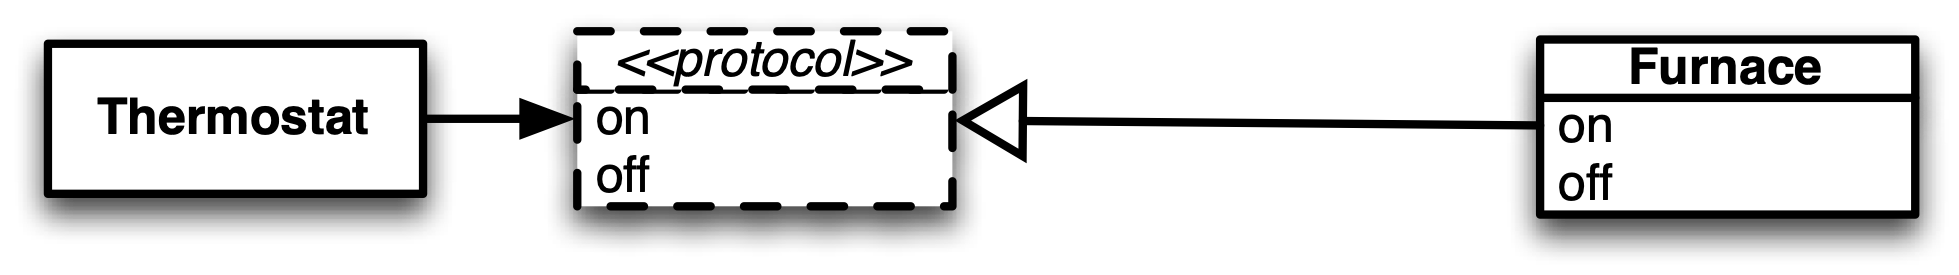 Thermostat
<<protocol>>
on
off
Furnace
on
off